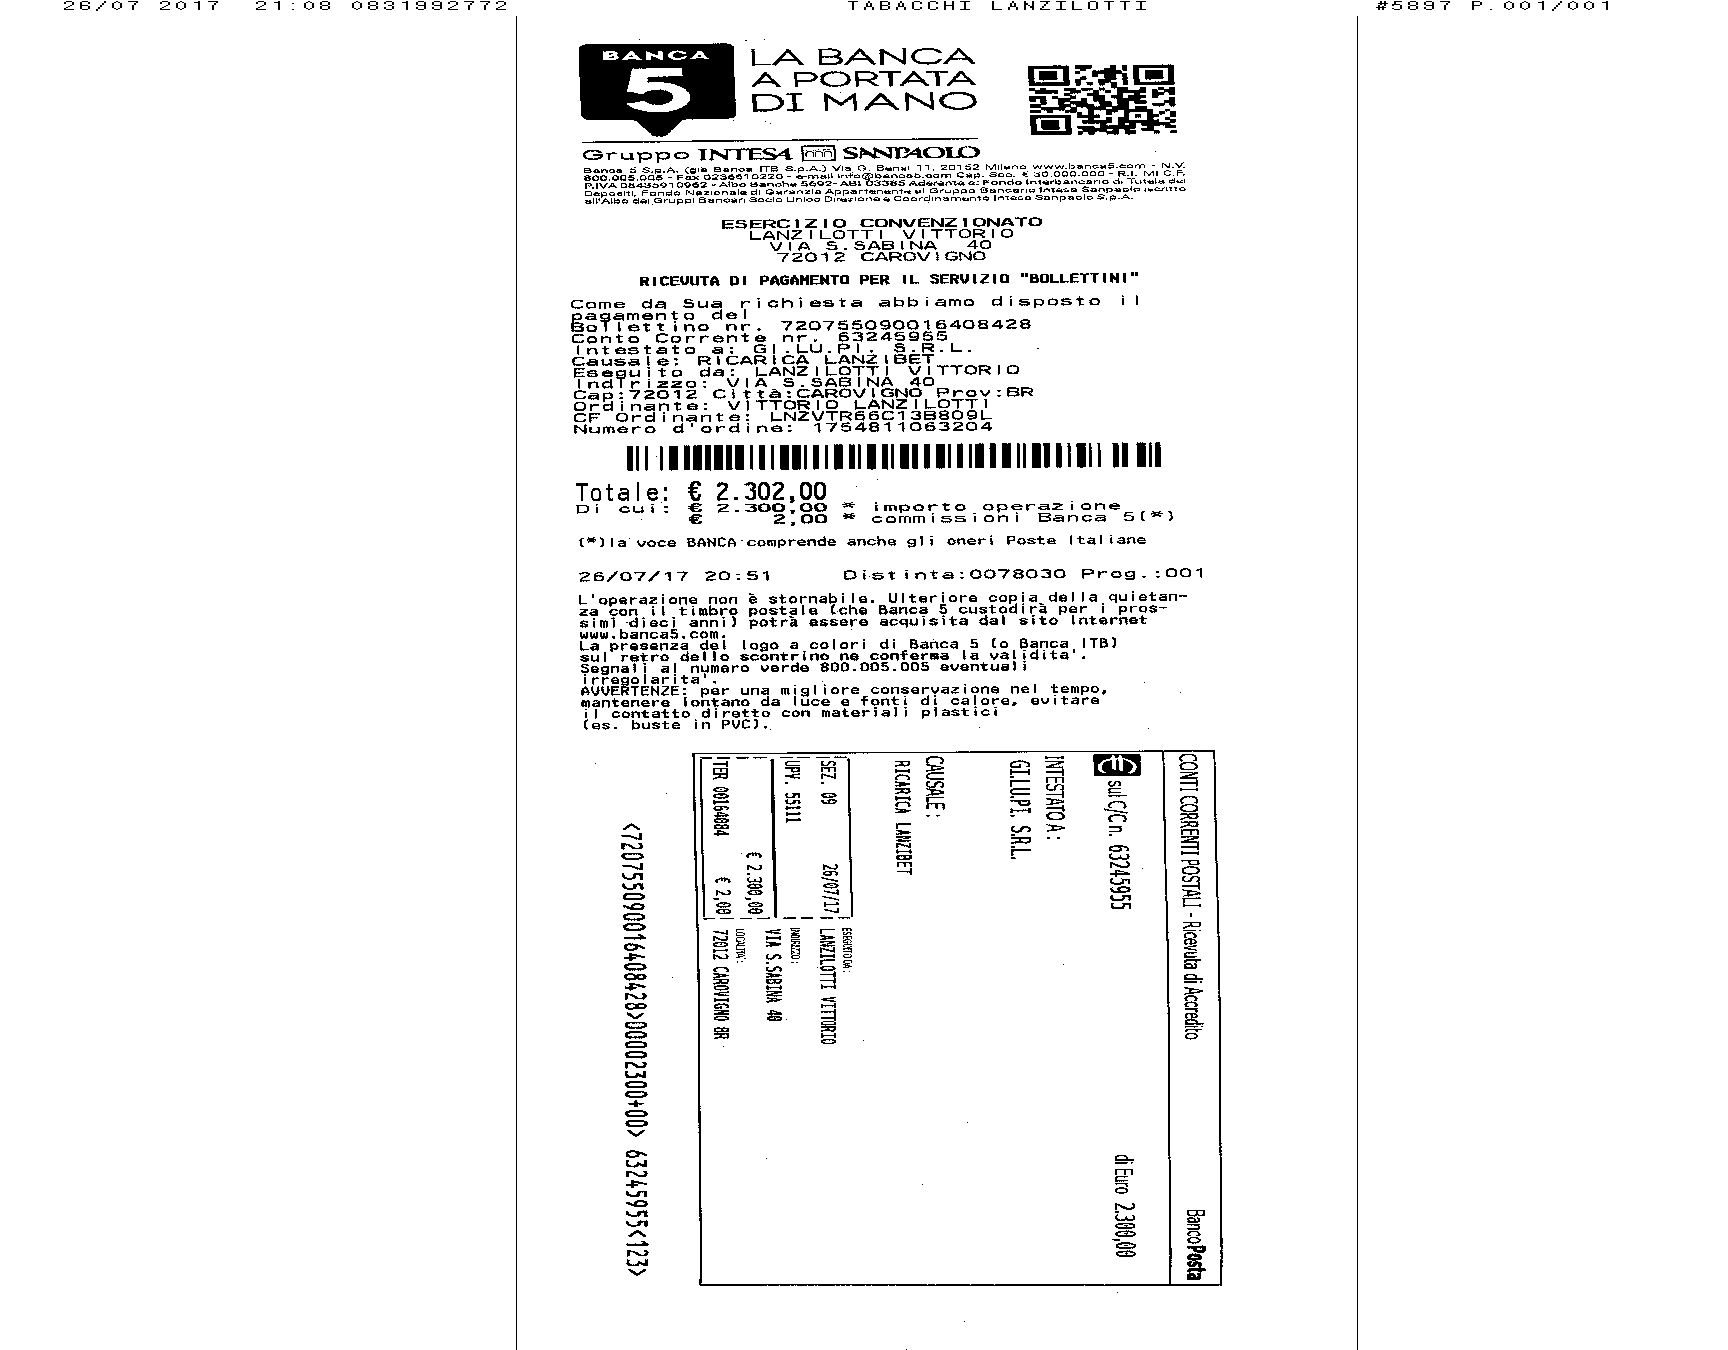 26/07 2017 21:08 0831992772 TABACCHI LANZILOTTI #5897 P.001/001
BANCA
5
LA BANCA
A PORTATA
DI MANO
Gruppo INTESA SANPAOLO
Banca 5 S.p.A. (già Banca ITB S.p.A.) Via G. Bensi 11, 20152 Milano www.banca5.com - N.V.
800.005.005 - Fax 0236610220 - e-mail info@banca5.com Cap. Soc. € 30.000.000 - R.I. MI C.F.
P.IVA 08435910962 - Albo Banche 5692- ABI 03385 Aderente a: Fondo Interbancario di Tutela dei
Depositi, Fondo Nazionale di Garanzia Appartenente al Gruppo Bancario Intesa Sanpaolo iscritto
all'Albo dei Gruppi Bancari Socio Unico Direzione e Coordinamento Intesa Sanpaolo S.p.A.
ESERCIZIO CONVENZIONATO
LANZILOTTI VITTORIO
VIA S.SABINA 40
72012 CAROVIGNO
RICEVUTA DI PAGAMENTO PER IL SERVIZIO "BOLLETTINI"
Come da Sua richiesta abbiamo disposto il
pagamento del
Bollettino nr. 720755090016408428
Conto Corrente nr. 63245955
Intestato a: GI.LU.PI. S.R.L.
Causale: RICARICA LANZIBET
Eseguito da: LANZILOTTI VITTORIO
Indirizzo: VIA S.SABINA 40
Cap:72012 Città:CAROVIGNO Prov:BR
Ordinante: VITTORIO LANZILOTTI
CF Ordinante: LNZVTR66C13B809L
Numero d'ordine: 1754811063204
Totale: € 2.302,00
Di cui: € 2.300,00 * importo operazione
€ 2,00 * commissioni Banca 5(*)
(*)la voce BANCA comprende anche gli oneri Poste Italiane
26/07/17 20:51 Distinta:0078030 Prog.:001
L'operazione non è stornabile. Ulteriore copia della quietan-
za con il timbro postale (che Banca 5 custodirà per i pros-
simi dieci anni) potrà essere acquisita dal sito Internet
www.banca5.com.
La presenza del logo a colori di Banca 5 (o Banca ITB)
sul retro dello scontrino ne conferma la validita'.
Segnali al numero verde 800.005.005 eventuali
irregolarita'.
AVVERTENZE: per una migliore conservazione nel tempo,
mantenere lontano da luce e fonti di calore, evitare
il contatto diretto con materiali plastici
(es. buste in PVC).
CONTI CORRENTI POSTALI - Ricevuta di Accredito BancoPosta
sul C/C n. 63245955 di Euro 2.300,00
INTESTATO A :
GI.LU.PI. S.R.L.
CAUSALE :
RICARICA LANZIBET
SEZ. 09 26/07/17
UPV. 55111
€ 2.300,00
TER 00164084 € 2,00
ESEGUITO DA :
LANZILOTTI VITTORIO
INDIRIZZO :
VIA S.SABINA 40
LOCALITA' :
72012 CAROVIGNO BR
<720755090016408428>00002300+00> 63245955<123>